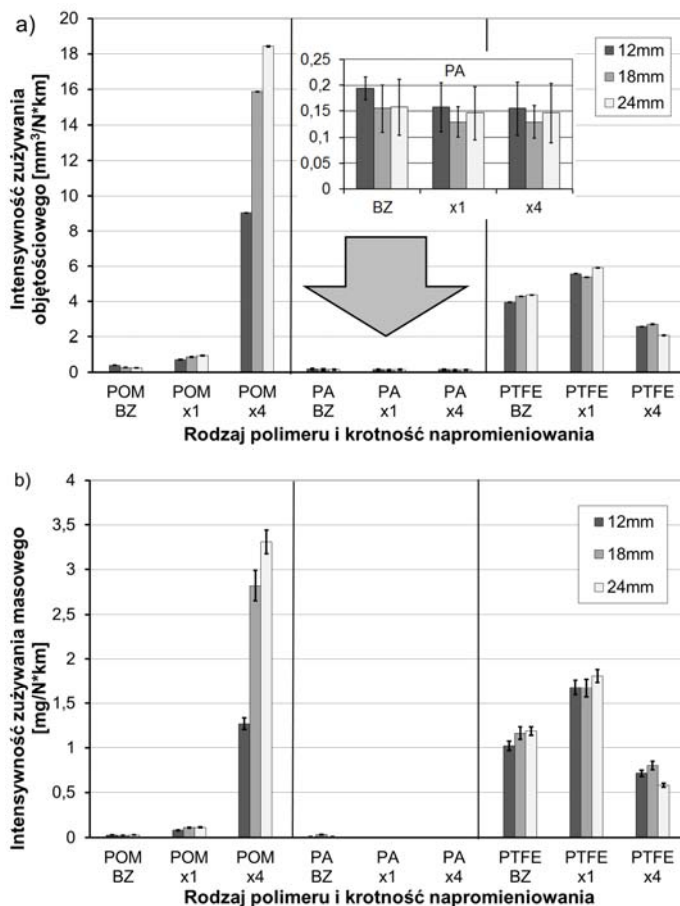 a)
Intensywność zużywania
objętościowego [mm³/N*km]
20
18
16
14
12
10
8
6
4
2
0
PA
0,25
0,2
0,15
0,1
0,05
0
BZ x1 x4
12mm
18mm
24mm
POM POM POM PA PA PA PTFE PTFE PTFE
BZ x1 x4 BZ x1 x4 BZ x1 x4
Rodzaj polimeru i krotność napromieniowania
b)
Intensywność zużywania masowego
[mg/N*km]
4
3,5
3
2,5
2
1,5
1
0,5
0
12mm
18mm
24mm
POM POM POM PA PA PA PTFE PTFE PTFE
BZ x1 x4 BZ x1 x4 BZ x1 x4
Rodzaj polimeru i krotność napromieniowania